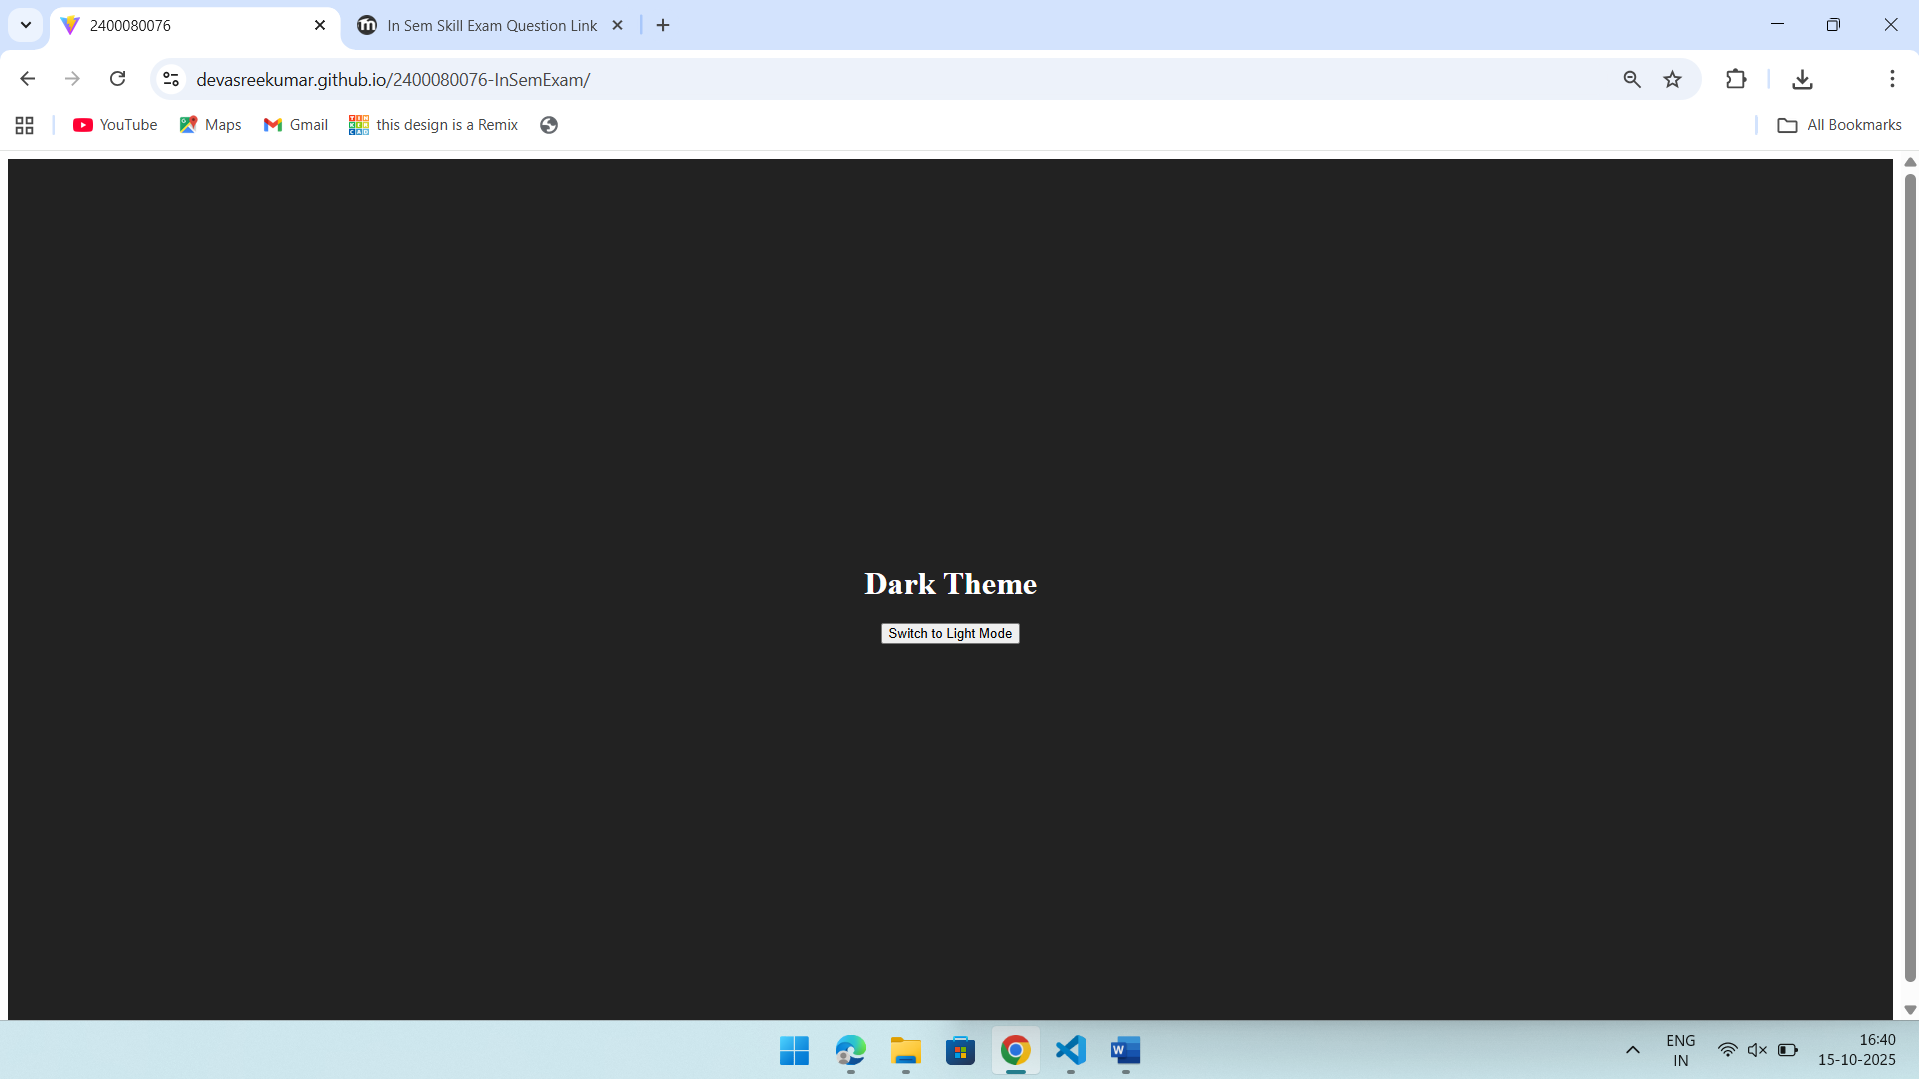 2400080076
In Sem Skill Exam Question Link
devasreekumar.github.io/2400080076-InSemExam/
YouTube
Maps
Gmail
this design is a Remix
All Bookmarks
Dark Theme
Switch to Light Mode
ENG
IN
16:40
15-10-2025